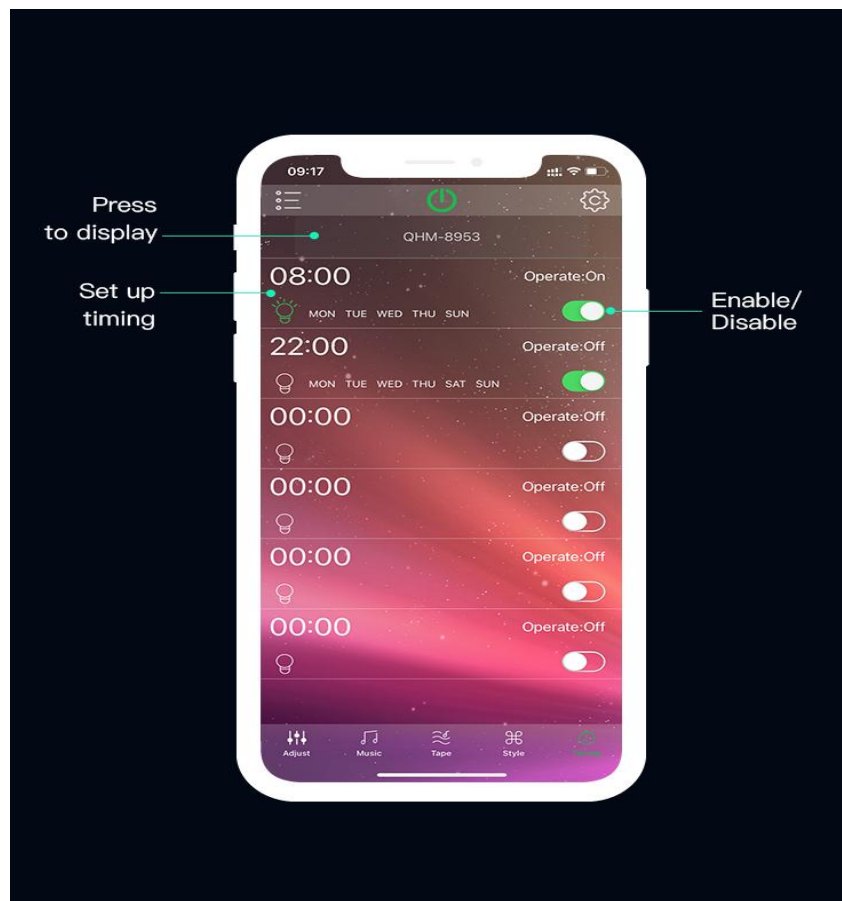 09:17
Press
to display
QHM-8953
08:00
Operate:On
Set up
timing
MON TUE WED THU SUN
Enable/
Disable
22:00
Operate:Off
MON TUE WED THU SAT SUN
00:00
Operate:Off
00:00
Operate:Off
00:00
Operate:Off
00:00
Operate:Off
Adjust
Music
Tape
Style